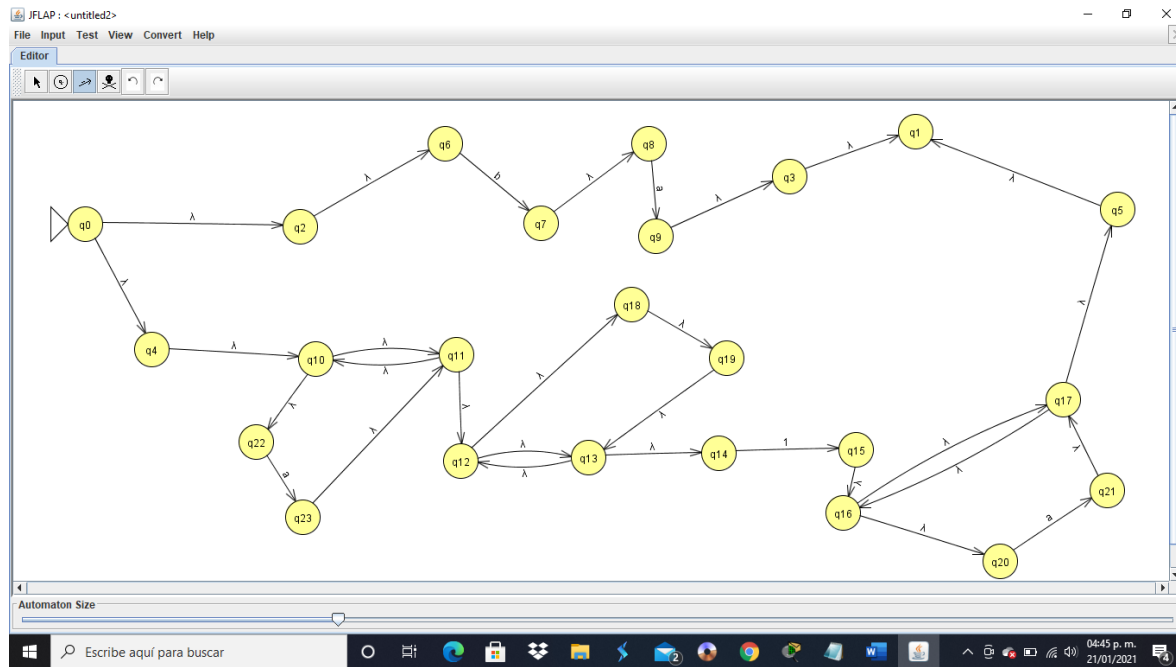 JFLAP : <untitled2>
File Input Test View Convert Help
Editor
q6
q8
q1
λ
b
λ
a
λ
q3
λ
λ
q5
q0
λ
q2
q7
q9
λ
λ
q18
λ
q19
q4
λ
q10
λ
λ
q11
λ
λ
λ
q17
q22
λ
a
λ
q12
λ
λ
q13
λ
q14
1
q15
λ
λ
λ
λ
q23
q16
λ
a
q21
q20
Automaton Size
Escribe aquí para buscar
2
W
04:45 p. m.
21/01/2021
4